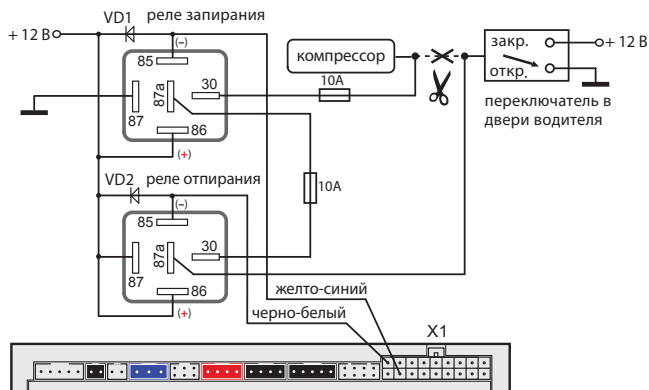 VD1 реле запирания
+ 12 В
(–)
85
30
87a
87
86
(+)
компрессор
10A
закр.
откр.
+ 12 В
переключатель в
двери водителя
VD2 реле отпирания
10A
(–)
85
30
87a
87
86
(+)
желто-синий
черно-белый
X1